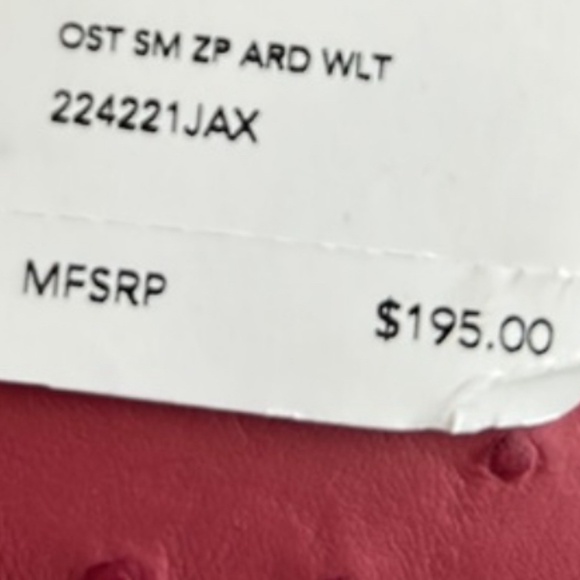 OST SM ZP ARD WLT
224221JAX
MFSRP $195.00